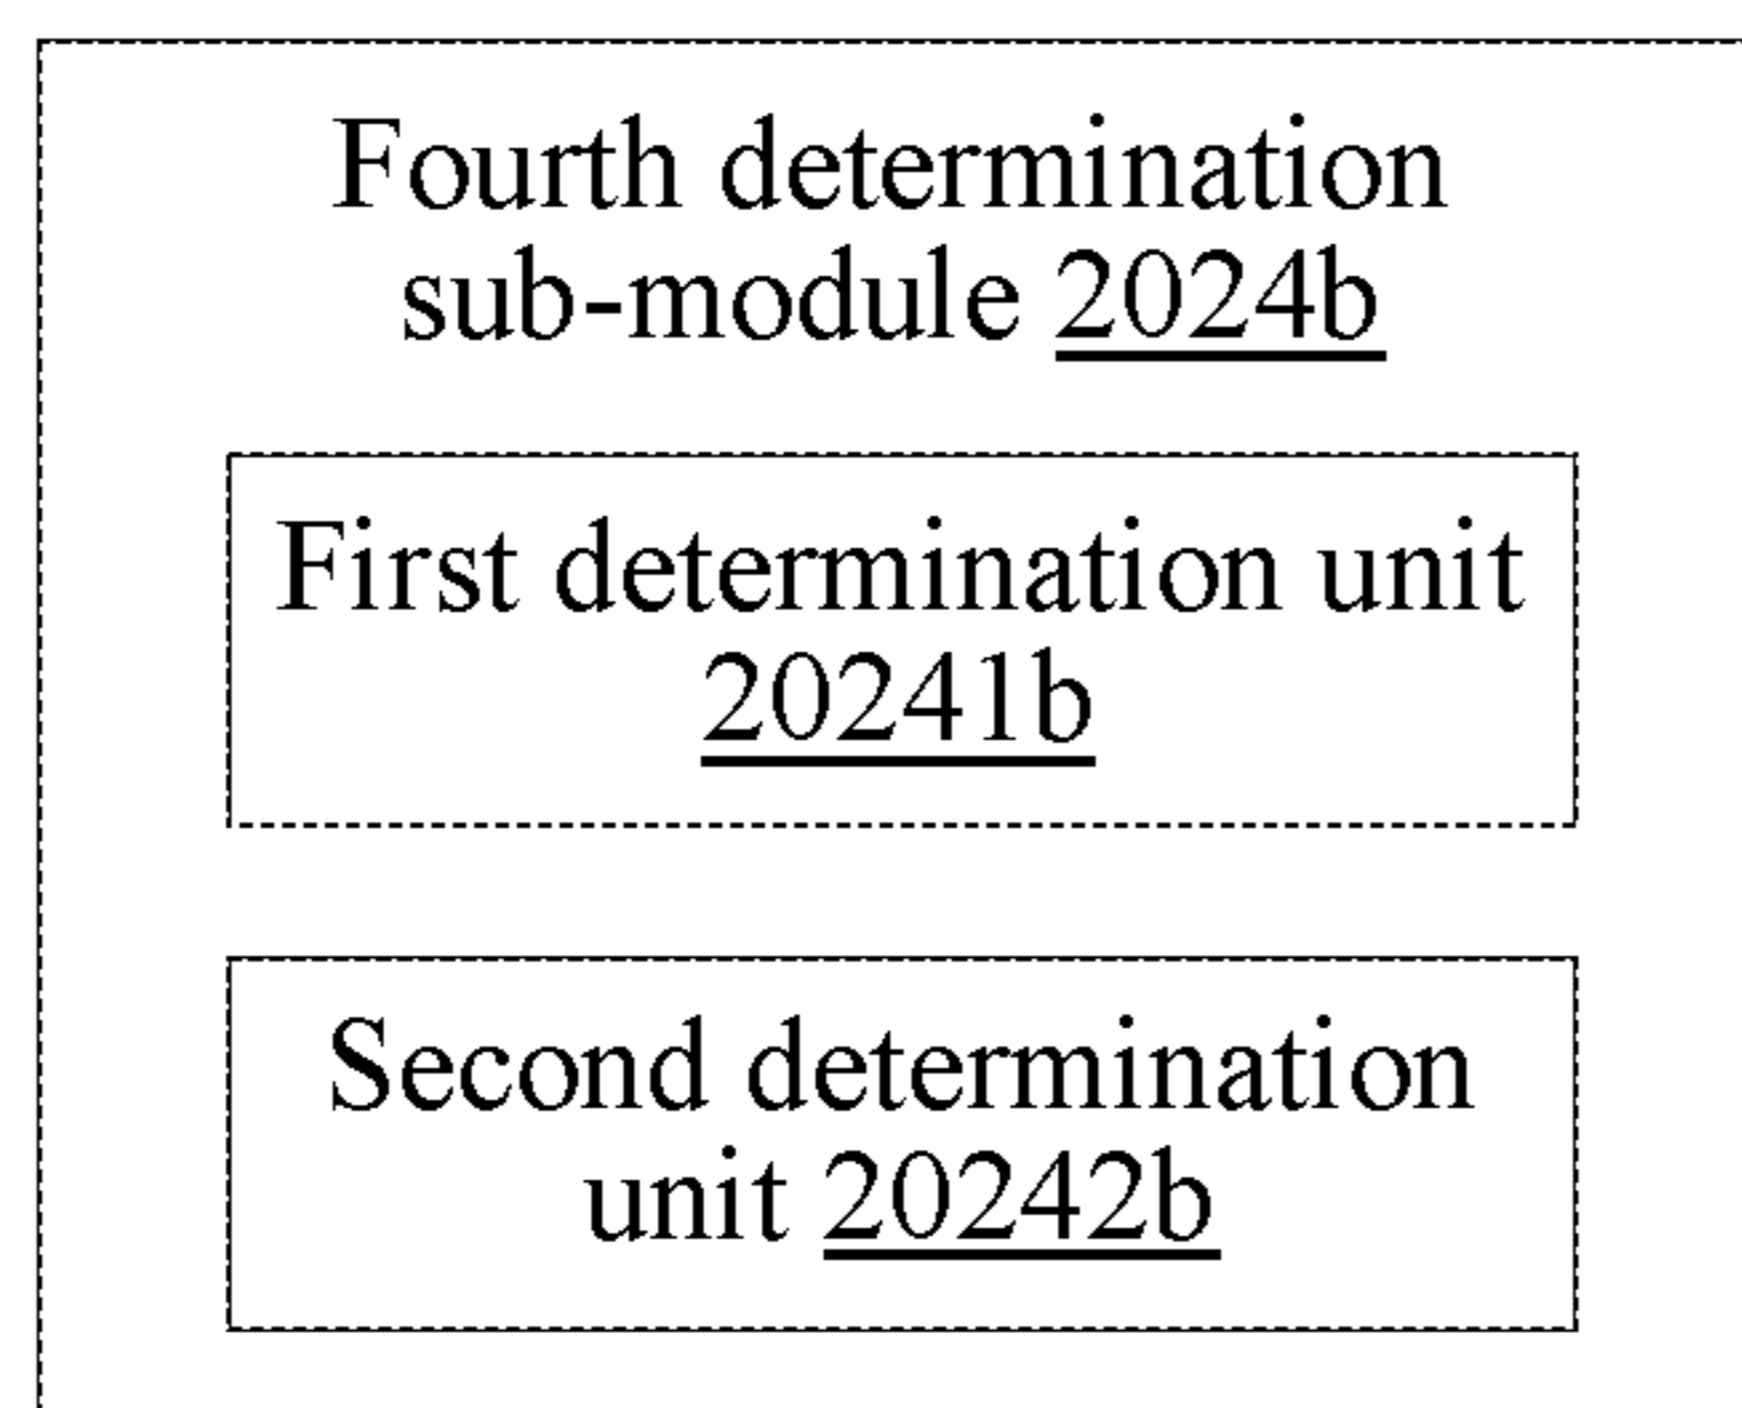 Fourth determination
sub-module 2024b
First determination unit
20241b
Second determination
unit 20242b